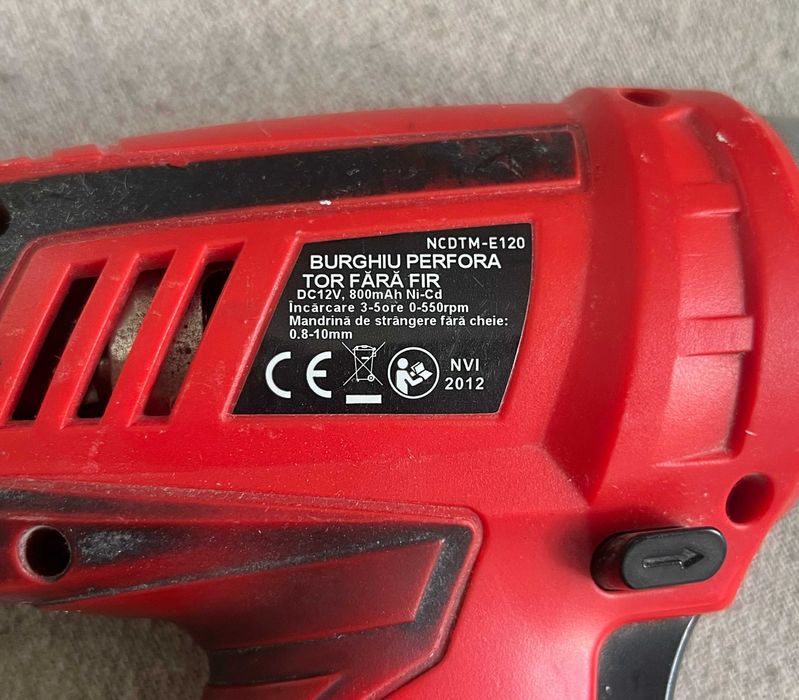 NCDTM-E120
BURGHIU PERFORA
TOR FĂRĂ FIR
DC12V, 800mAh Ni-Cd
Încărcare 3-5ore 0-550rpm
Mandrină de strângere fără cheie:
0.8-10mm
CE
NVI
2012